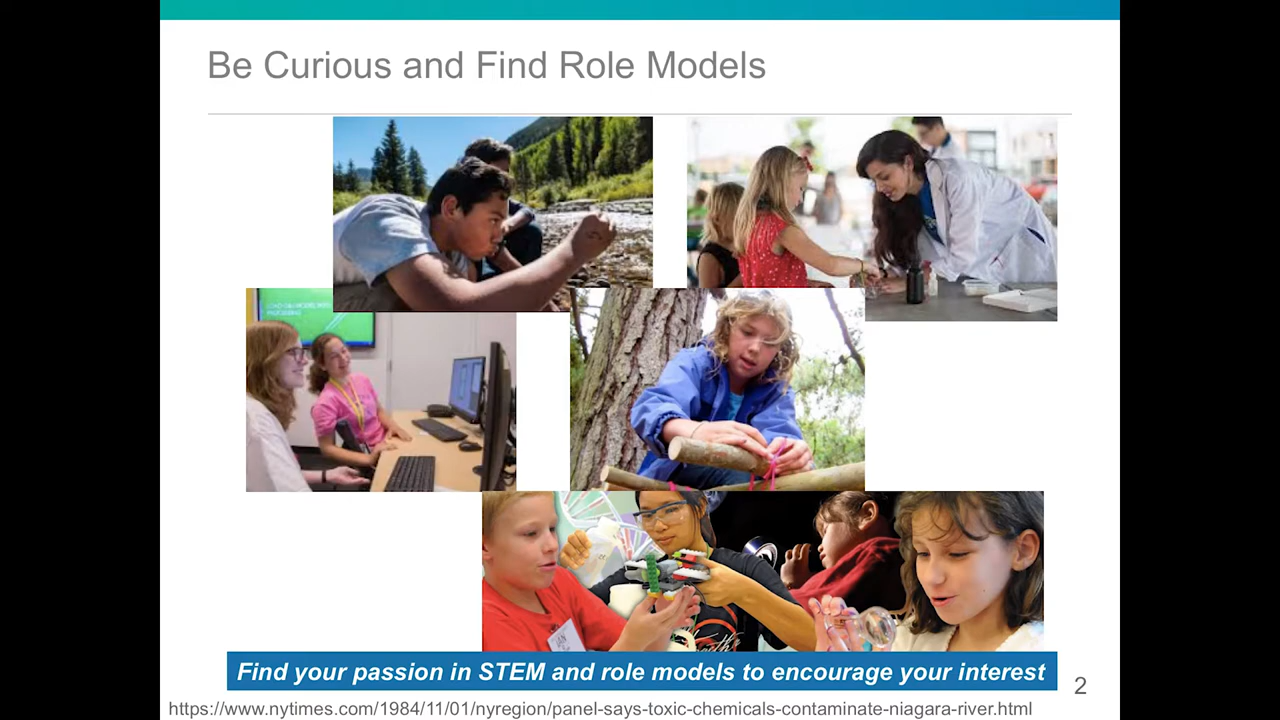 Be Curious and Find Role Models
Find your passion in STEM and role models to encourage your interest
2
https://www.nytimes.com/1984/11/01/nyregion/panel-says-toxic-chemicals-contaminate-niagara-river.html